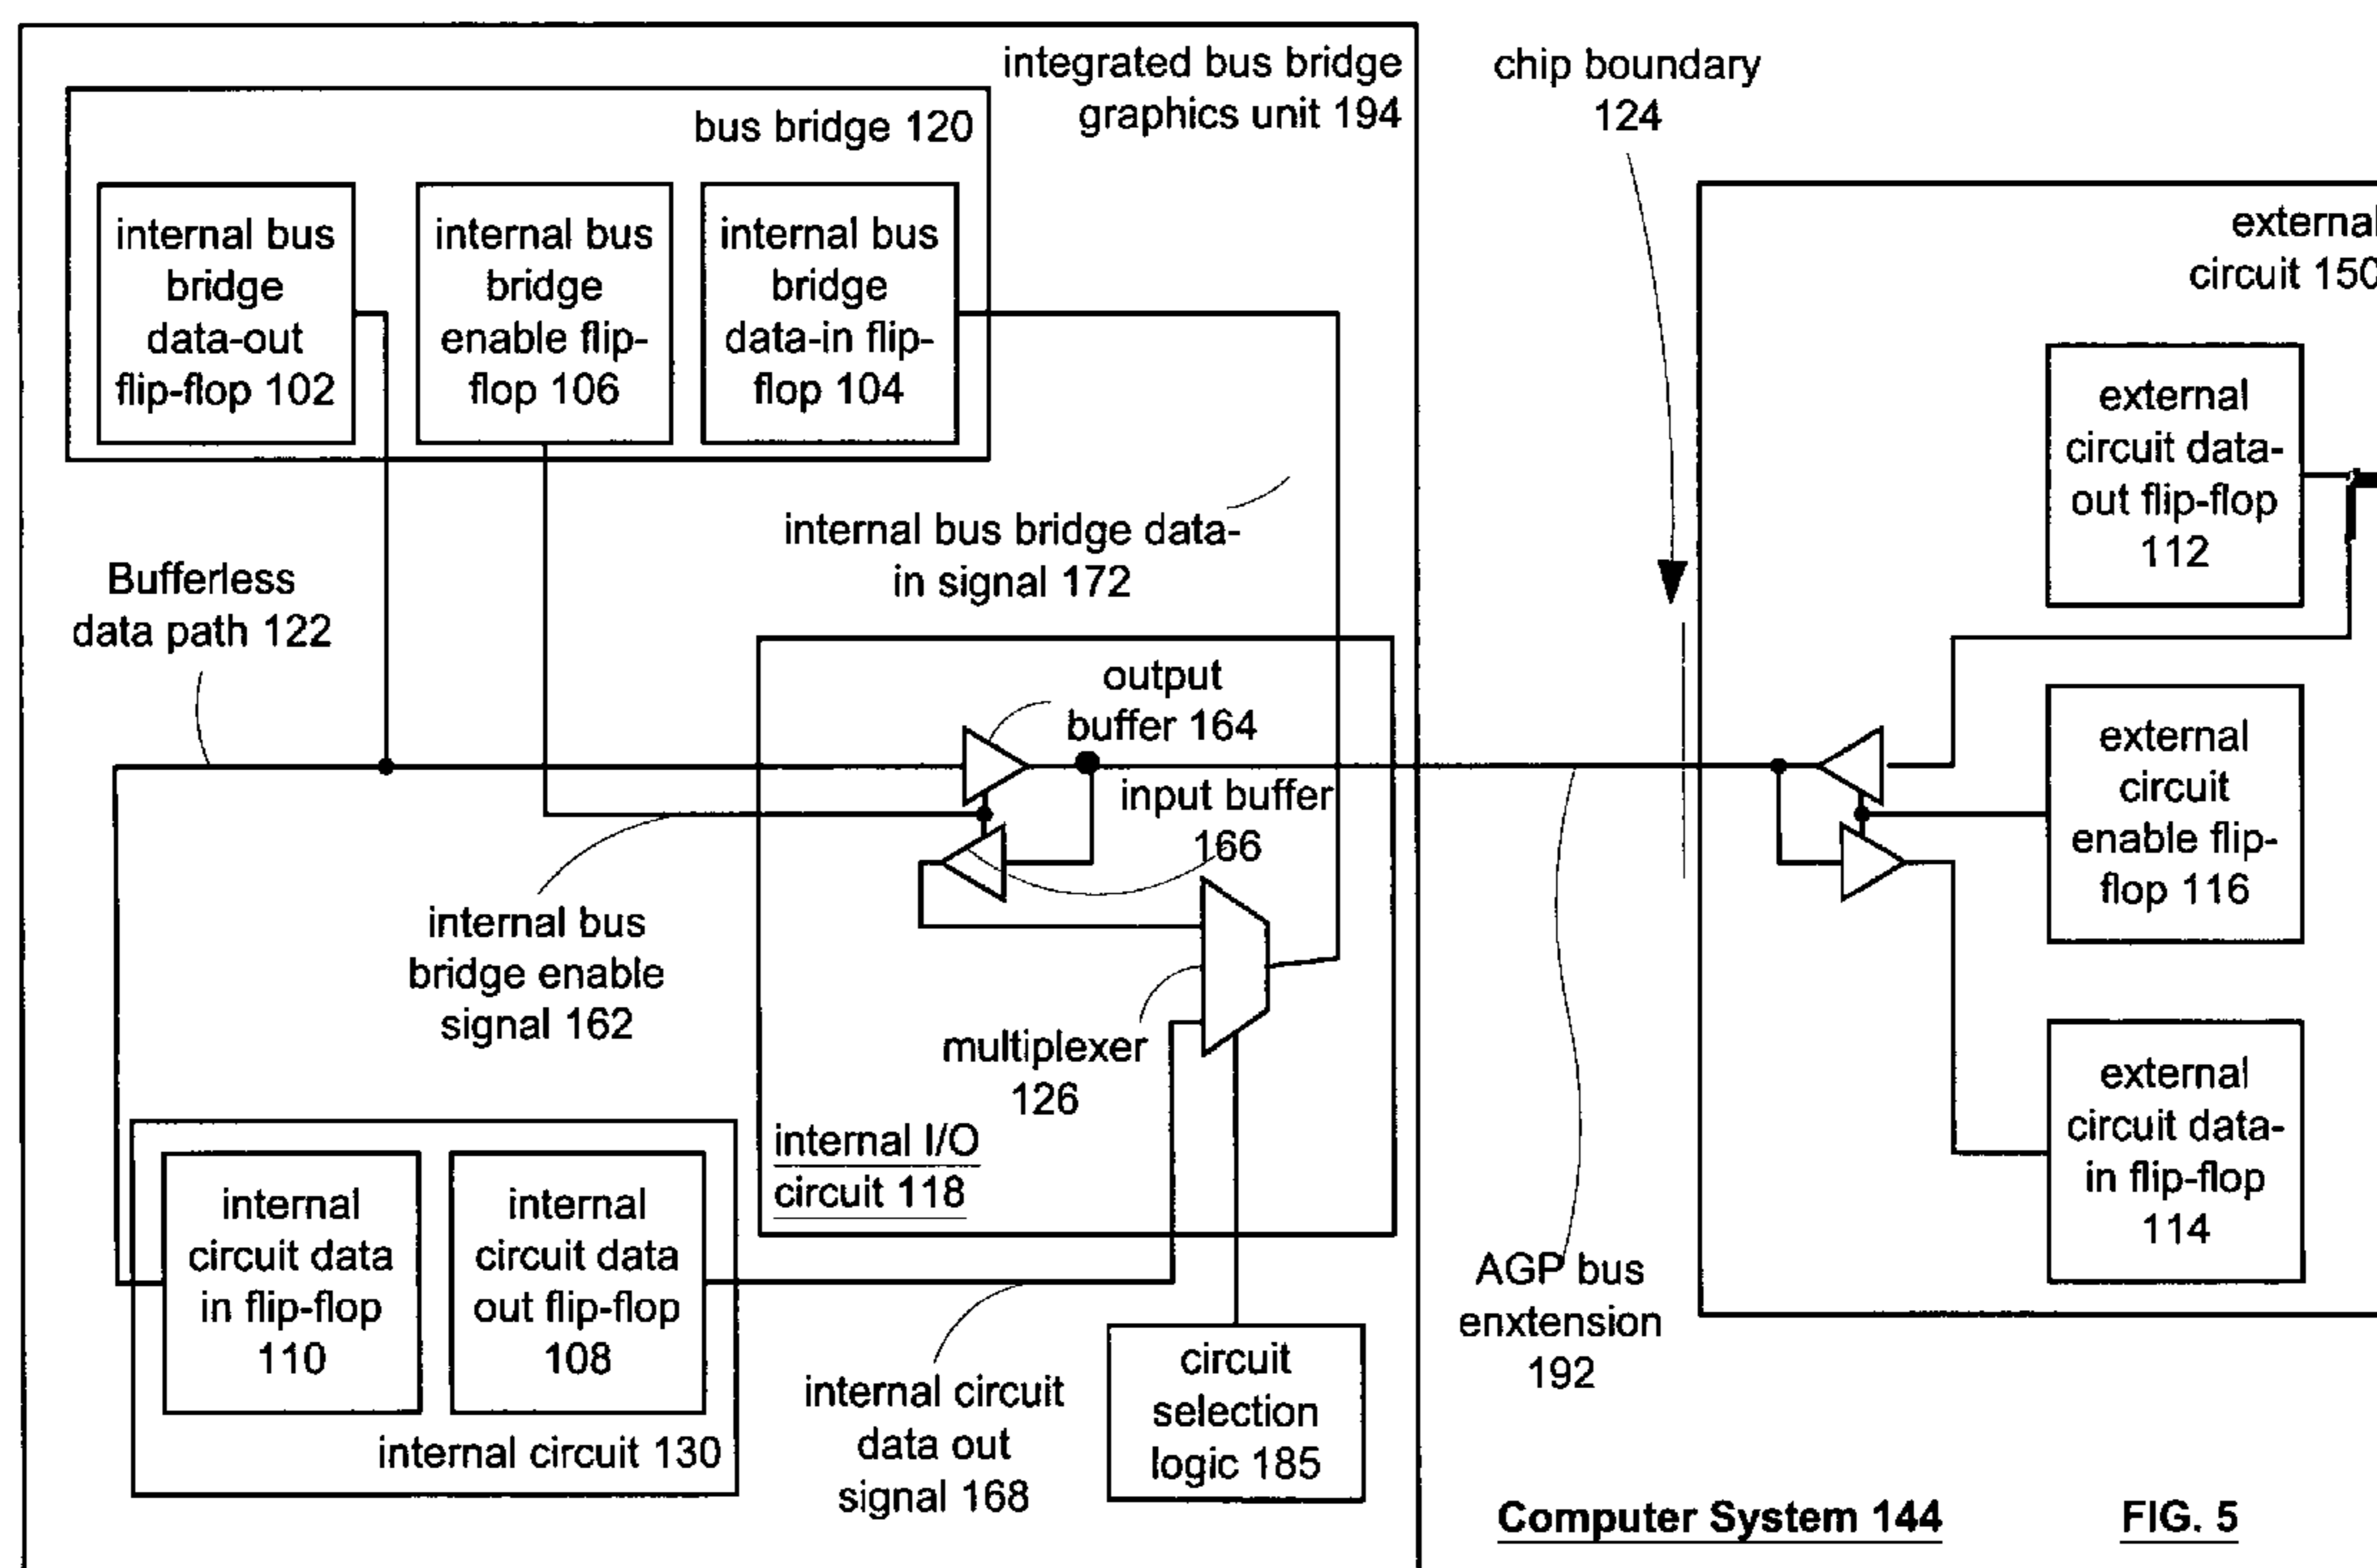 integrated bus bridge
graphics unit 194
chip boundary
124
bus bridge 120
internal bus
bridge
data-out
flip-flop 102
internal bus
bridge
enable flip-
flop 106
internal bus
bridge
data-in flip-
flop 104
external
circuit 150
external
circuit data-
out flip-flop
112
internal bus bridge data-
in signal 172
Bufferless
data path 122
output
buffer 164
input buffer
166
external
circuit
enable flip-
flop 116
internal bus
bridge enable
signal 162
multiplexer
126
internal I/O
circuit 118
external
circuit data-
in flip-flop
114
internal
circuit data
in flip-flop
110
internal
circuit data
out flip-flop
108
internal circuit 130
internal circuit
data out
signal 168
circuit
selection
logic 185
AGP bus
enxtension
192
Computer System 144
FIG. 5